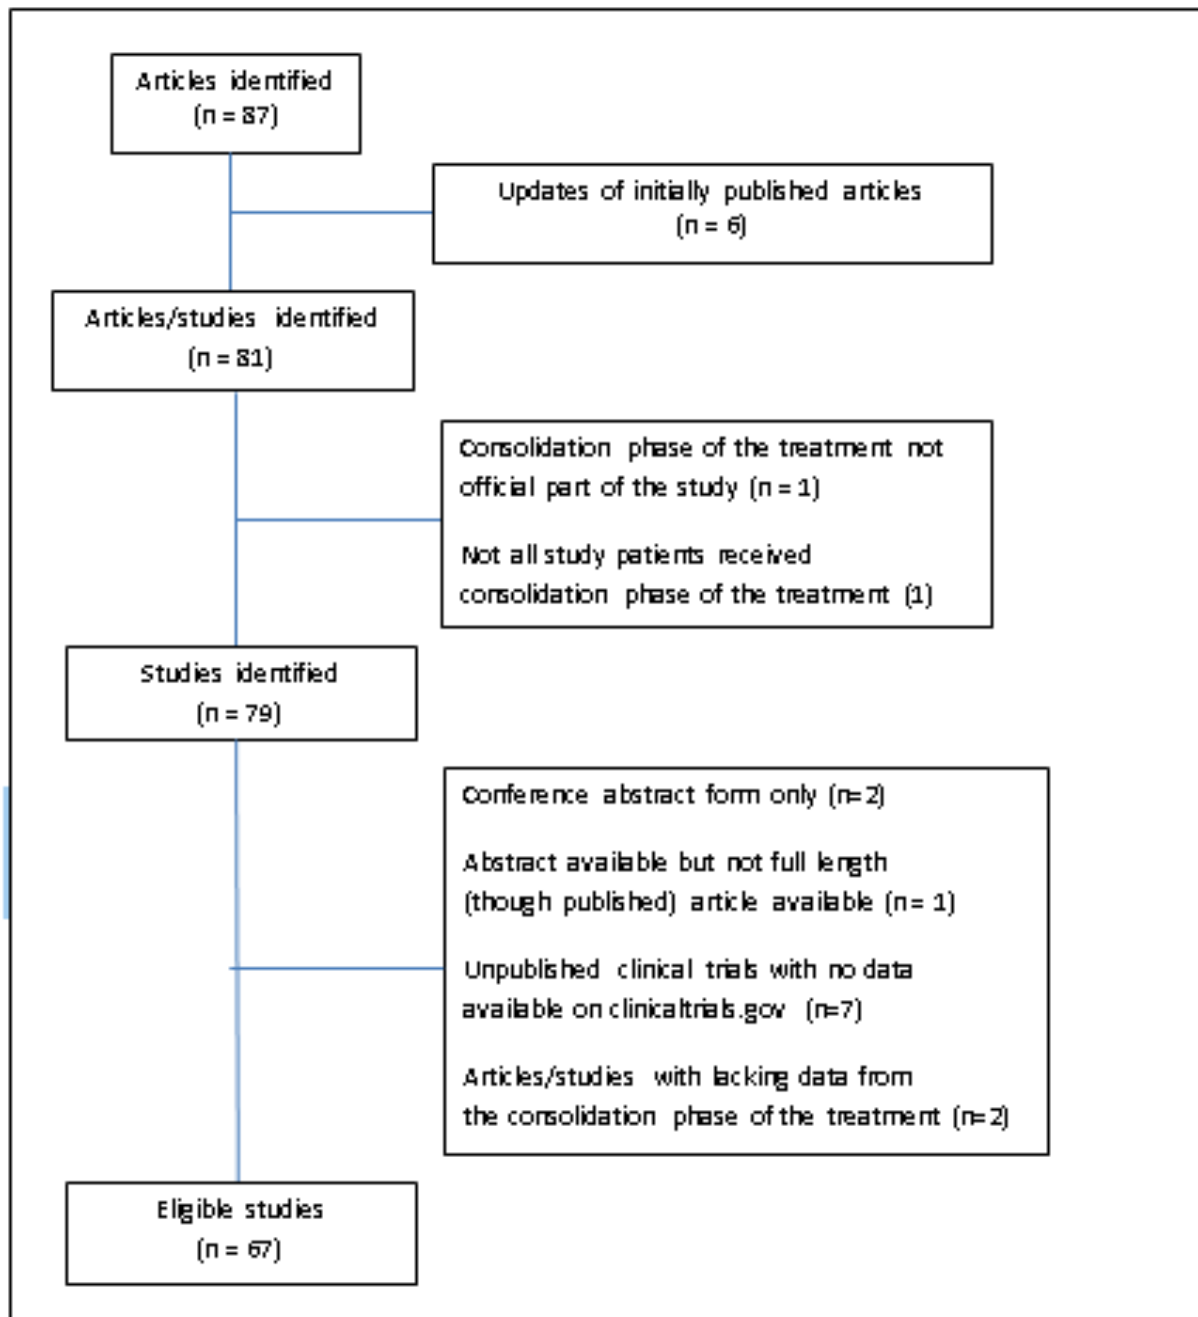 Articles identified
(n = 87)
Updates of initially published articles
(n = 6)
Articles/studies identified
(n = 81)
Consolidation phase of the treatment not
official part of the study (n = 1)
Not all study patients received
consolidation phase of the treatment (1)
Studies identified
(n = 79)
Conference abstract form only (n=2)
Abstract available but not full length
(though published) article available (n= 1)
Unpublished clinical trials with no data
available on clinicaltrials.gov (n=7)
Articles/studies with lacking data from
the consolidation phase of the treatment (n=2)
Eligible studies
(n = 67)